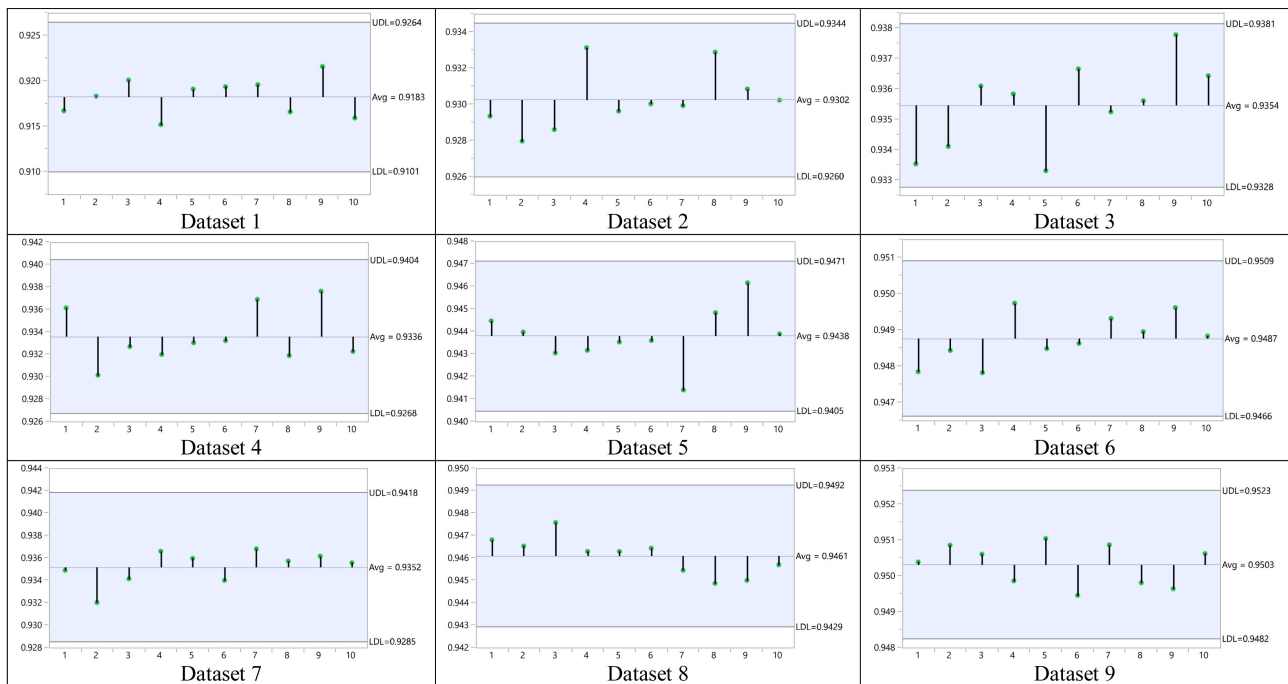 0.925
0.920
0.915
0.910
UDL=0.9264
Avg = 0.9183
LDL=0.9101
1 2 3 4 5 6 7 8 9 10
Dataset 1
0.934
0.932
0.930
0.928
0.926
UDL=0.9344
Avg = 0.9302
LDL=0.9260
1 2 3 4 5 6 7 8 9 10
Dataset 2
0.938
0.937
0.936
0.935
0.934
0.933
UDL=0.9381
Avg = 0.9354
LDL=0.9328
1 2 3 4 5 6 7 8 9 10
Dataset 3
0.942
0.940
0.938
0.936
0.934
0.932
0.930
0.928
0.926
UDL=0.9404
Avg = 0.9336
LDL=0.9268
1 2 3 4 5 6 7 8 9 10
Dataset 4
0.948
0.947
0.946
0.945
0.944
0.943
0.942
0.941
0.940
UDL=0.9471
Avg = 0.9438
LDL=0.9405
1 2 3 4 5 6 7 8 9 10
Dataset 5
0.951
0.950
0.949
0.948
0.947
UDL=0.9509
Avg = 0.9487
LDL=0.9466
1 2 3 4 5 6 7 8 9 10
Dataset 6
0.944
0.942
0.940
0.938
0.936
0.934
0.932
0.930
0.928
UDL=0.9418
Avg = 0.9352
LDL=0.9285
1 2 3 4 5 6 7 8 9 10
Dataset 7
0.950
0.949
0.948
0.947
0.946
0.945
0.944
0.943
0.942
UDL=0.9492
Avg = 0.9461
LDL=0.9429
1 2 3 4 5 6 7 8 9 10
Dataset 8
0.953
0.952
0.951
0.950
0.949
0.948
UDL=0.9523
Avg = 0.9503
LDL=0.9482
1 2 3 4 5 6 7 8 9 10
Dataset 9